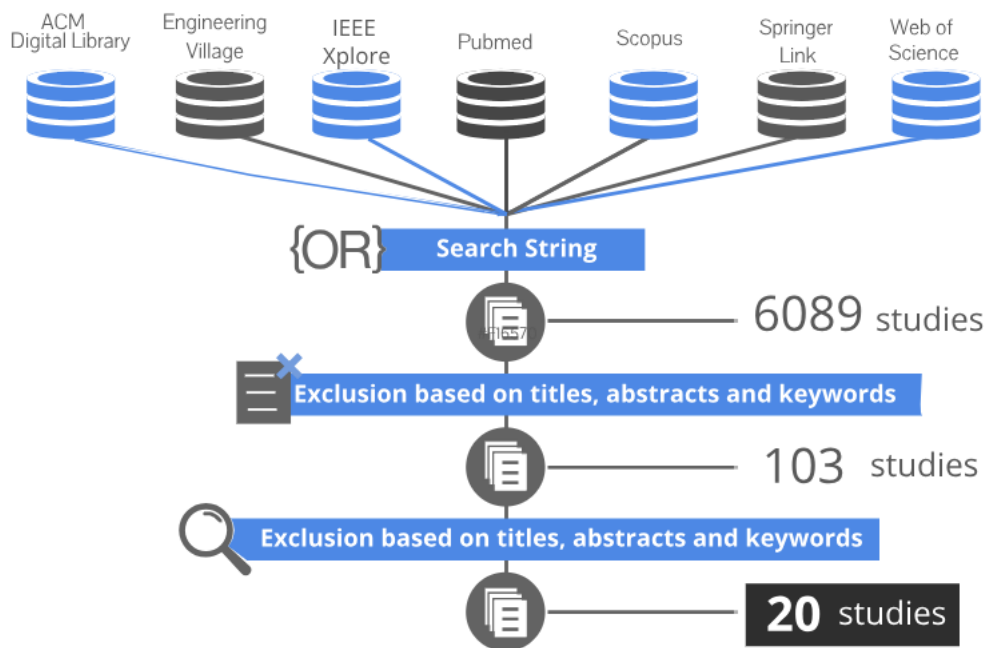 ACM
Digital Library
Engineering
Village
IEEE
Xplore
Pubmed
Scopus
Springer
Link
Web of
Science
{OR}
Search String
6089 studies
Exclusion based on titles, abstracts and keywords
103 studies
Exclusion based on titles, abstracts and keywords
20 studies